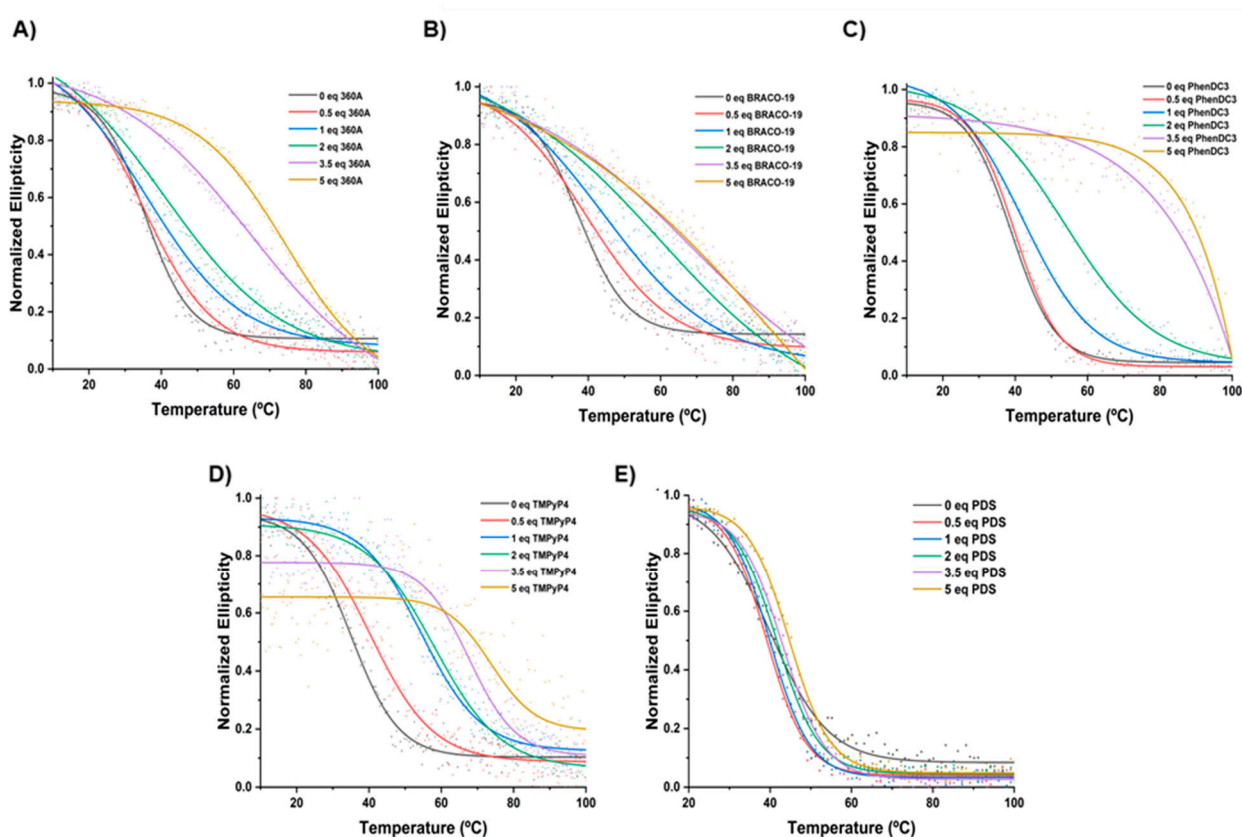 A)
Normalized Ellipticity
1.0
0.8
0.6
0.4
0.2
0.0
20
40
60
80
100
Temperature (ºC)
0 eq 360A
0.5 eq 360A
1 eq 360A
2 eq 360A
3.5 eq 360A
5 eq 360A
B)
Normalized Ellipticity
1.0
0.8
0.6
0.4
0.2
0.0
20
40
60
80
100
Temperature (ºC)
0 eq BRACO-19
0.5 eq BRACO-19
1 eq BRACO-19
2 eq BRACO-19
3.5 eq BRACO-19
5 eq BRACO-19
C)
Normalized Ellipticity
1.0
0.8
0.6
0.4
0.2
0.0
20
40
60
80
100
Temperature (ºC)
0 eq PhenDC3
0.5 eq PhenDC3
1 eq PhenDC3
2 eq PhenDC3
3.5 eq PhenDC3
5 eq PhenDC3
D)
Normalized Ellipticity
1.0
0.8
0.6
0.4
0.2
0.0
20
40
60
80
100
Temperature (ºC)
0 eq TMPyP4
0.5 eq TMPyP4
1 eq TMPyP4
2 eq TMPyP4
3.5 eq TMPyP4
5 eq TMPyP4
E)
Normalized Ellipticity
1.0
0.8
0.6
0.4
0.2
0.0
20
40
60
80
100
Temperature (ºC)
0 eq PDS
0.5 eq PDS
1 eq PDS
2 eq PDS
3.5 eq PDS
5 eq PDS